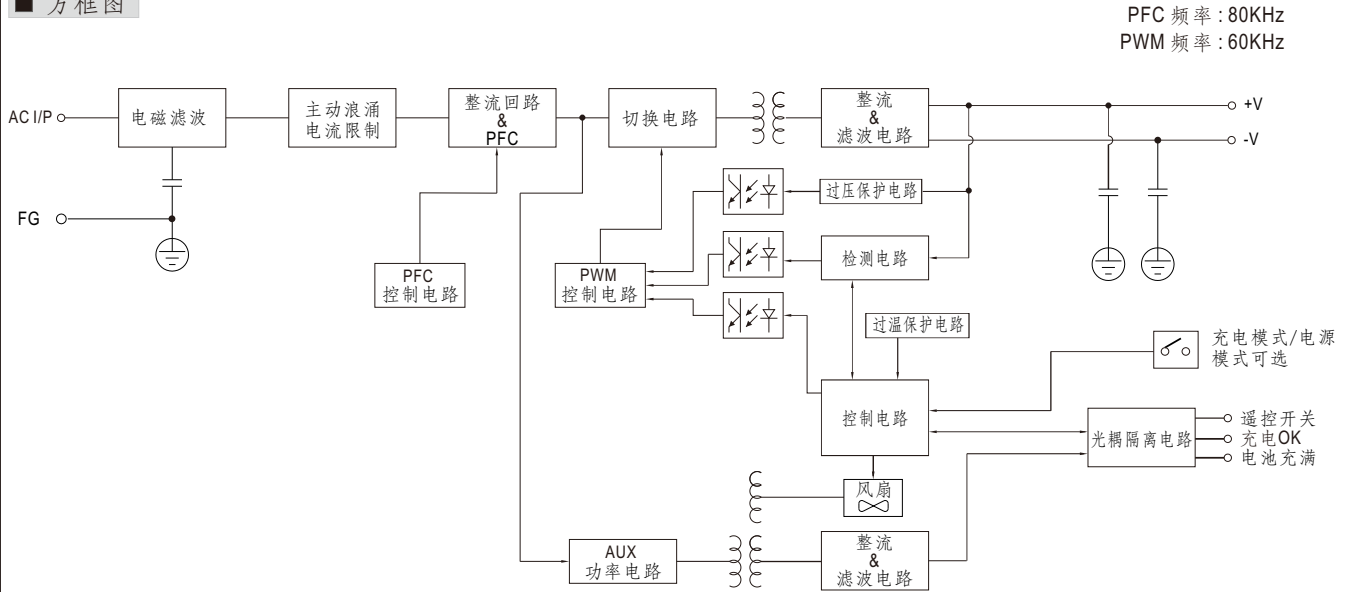 ■ 方框图
PFC 频率 : 80KHz
PWM 频率 : 60KHz
AC I/P
电磁滤波
主动浪涌
电流限制
整流回路
&
PFC
切换电路
整流
&
滤波电路
+V
-V
FG
过压保护电路
PFC
控制电路
PWM
控制电路
检测电路
过温保护电路
充电模式/电源
模式可选
控制电路
光耦隔离电路
遥控开关
充电OK
电池充满
风扇
AUX
功率电路
整流
&
滤波电路